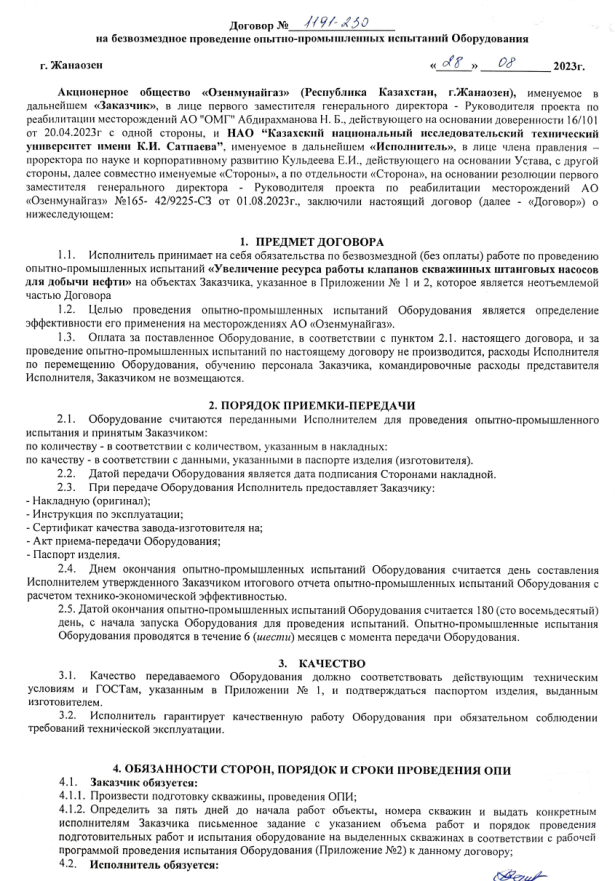 Договор № 1191-230
на безвозмездное проведение опытно-промышленных испытаний Оборудования
г. Жанаозен «28» 08 2023г.
Акционерное общество «Озенмунайгаз» (Республика Казахстан, г.Жанаозен), именуемое в
дальнейшем «Заказчик», в лице первого заместителя генерального директора - Руководителя проекта по
реабилитации месторождений АО "ОМГ" Абдирахманова Н. Б., действующего на основании доверенности 16/101
от 20.04.2023г с одной стороны, и НАО “Казахский национальный исследовательский технический
университет имени К.И. Сатпаева”, именуемое в дальнейшем «Исполнитель», в лице члена правления –
проректора по науке и корпоративному развитию Кульдеева Е.И., действующего на основании Устава, с другой
стороны, далее совместно именуемые «Стороны», а по отдельности «Сторона», на основании резолюции первого
заместителя генерального директора - Руководителя проекта по реабилитации месторождений АО
«Озенмунайгаз» №165- 42/9225-СЗ от 01.08.2023г., заключили настоящий договор (далее - «Договор») о
нижеследующем:
1. ПРЕДМЕТ ДОГОВОРА
1.1. Исполнитель принимает на себя обязательства по безвозмездной (без оплаты) работе по проведению
опытно-промышленных испытаний «Увеличение ресурса работы клапанов скважинных штанговых насосов
для добычи нефти» на объектах Заказчика, указанное в Приложении № 1 и 2, которое является неотъемлемой
частью Договора
1.2. Целью проведения опытно-промышленных испытаний Оборудования является определение
эффективности его применения на месторождениях АО «Озенмунайгаз».
1.3. Оплата за поставленное Оборудование, в соответствии с пунктом 2.1. настоящего договора, и за
проведение опытно-промышленных испытаний по настоящему договору не производится, расходы Исполнителя
по перемещению Оборудования, обучению персонала Заказчика, командировочные расходы представителя
Исполнителя, Заказчиком не возмещаются.
2. ПОРЯДОК ПРИЕМКИ-ПЕРЕДАЧИ
2.1. Оборудование считаются переданными Исполнителем для проведения опытно-промышленного
испытания и принятым Заказчиком:
по количеству - в соответствии с количеством, указанным в накладных:
по качеству - в соответствии с данными, указанными в паспорте изделия (изготовителя).
2.2. Датой передачи Оборудования является дата подписания Сторонами накладной.
2.3. При передаче Оборудования Исполнитель предоставляет Заказчику:
- Накладную (оригинал);
- Инструкция по эксплуатации;
- Сертификат качества завода-изготовителя на;
- Акт приема-передачи Оборудования;
- Паспорт изделия.
2.4. Днем окончания опытно-промышленных испытаний Оборудования считается день составления
Исполнителем утвержденного Заказчиком итогового отчета опытно-промышленных испытаний Оборудования с
расчетом технико-экономической эффективностью.
2.5. Датой окончания опытно-промышленных испытаний Оборудования считается 180 (сто восемьдесятый)
день, с начала запуска Оборудования для проведения испытаний. Опытно-промышленные испытания
Оборудования проводятся в течение 6 (шести) месяцев с момента передачи Оборудования.
3. КАЧЕСТВО
3.1. Качество передаваемого Оборудования должно соответствовать действующим техническим
условиям и ГОСТам, указанным в Приложении № 1, и подтверждаться паспортом изделия, выданным
изготовителем.
3.2. Исполнитель гарантирует качественную работу Оборудования при обязательном соблюдении
требований технической эксплуатации.
4. ОБЯЗАННОСТИ СТОРОН, ПОРЯДОК И СРОКИ ПРОВЕДЕНИЯ ОПИ
4.1. Заказчик обязуется:
4.1.1. Произвести подготовку скважины, проведения ОПИ;
4.1.2. Определить за пять дней до начала работ объекты, номера скважин и выдать конкретным
исполнителям Заказчика письменное задание с указанием объема работ и порядок проведения
подготовительных работ и испытания оборудование на выделенных скважинах в соответствии с рабочей
программой проведения испытания Оборудования (Приложение №2) к данному договору;
4.2. Исполнитель обязуется: